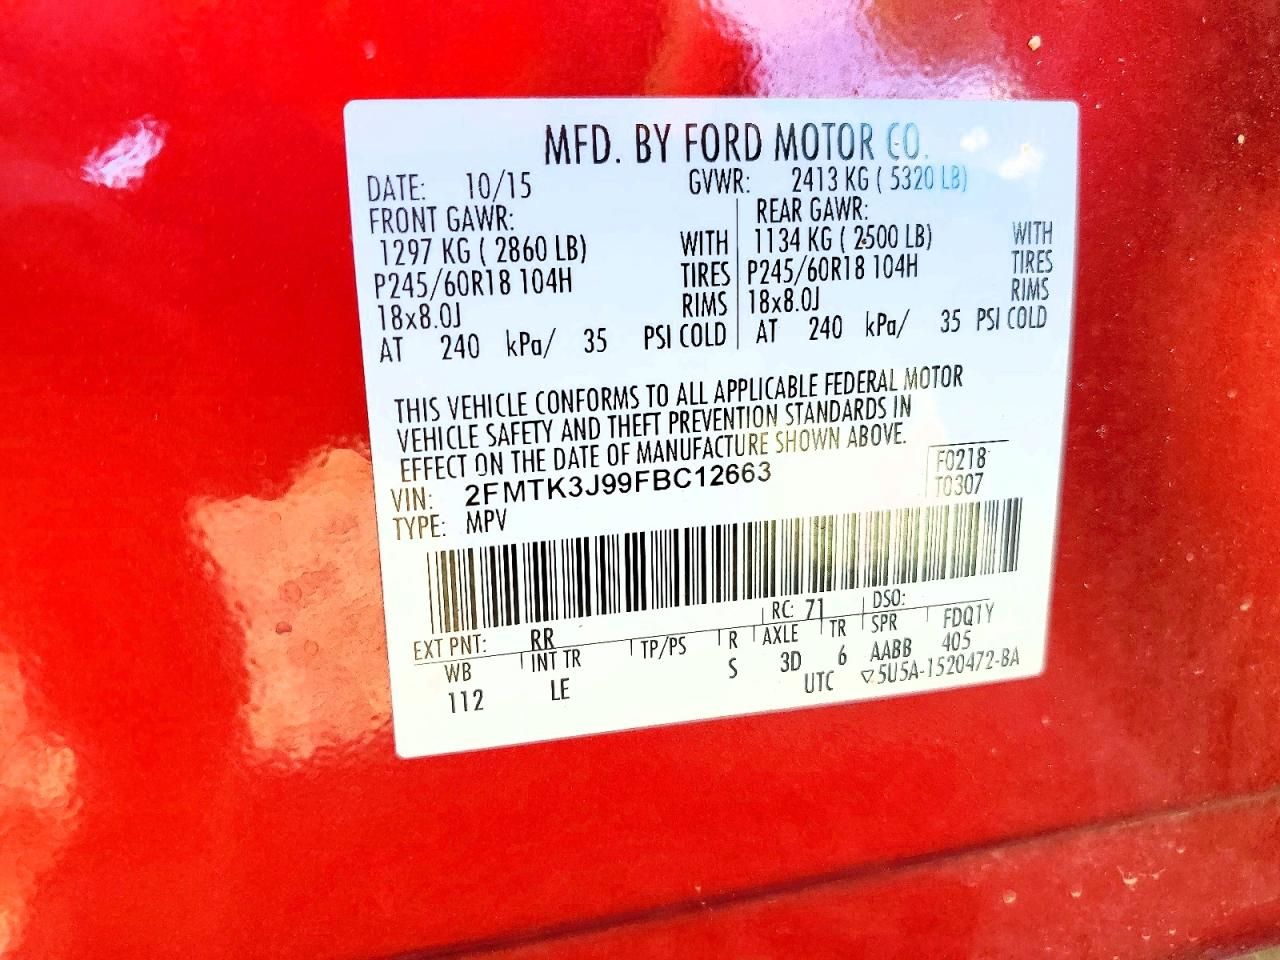 MFD. BY FORD MOTOR CO.
DATE: 10/15 GVWR: 2413 KG ( 5320 LB)
FRONT GAWR: REAR GAWR:
1297 KG ( 2860 LB) WITH 1134 KG ( 2500 LB) WITH
P245/60R18 104H TIRES P245/60R18 104H TIRES
18x8.0J RIMS 18x8.0J RIMS
AT 240 kPa/ 35 PSI COLD AT 240 kPa/ 35 PSI COLD
THIS VEHICLE CONFORMS TO ALL APPLICABLE FEDERAL MOTOR
VEHICLE SAFETY AND THEFT PREVENTION STANDARDS IN
EFFECT ON THE DATE OF MANUFACTURE SHOWN ABOVE.
VIN: 2FMTK3J99FBC12663 F0218
TYPE: MPV T0307
EXT PNT: RR RC: 71 DSO:
WB INT TR TP/PS R AXLE TR SPR FDQ1Y
112 LE S 3D 6 AABB 405
UTC ▽5U5A-1520472-BA